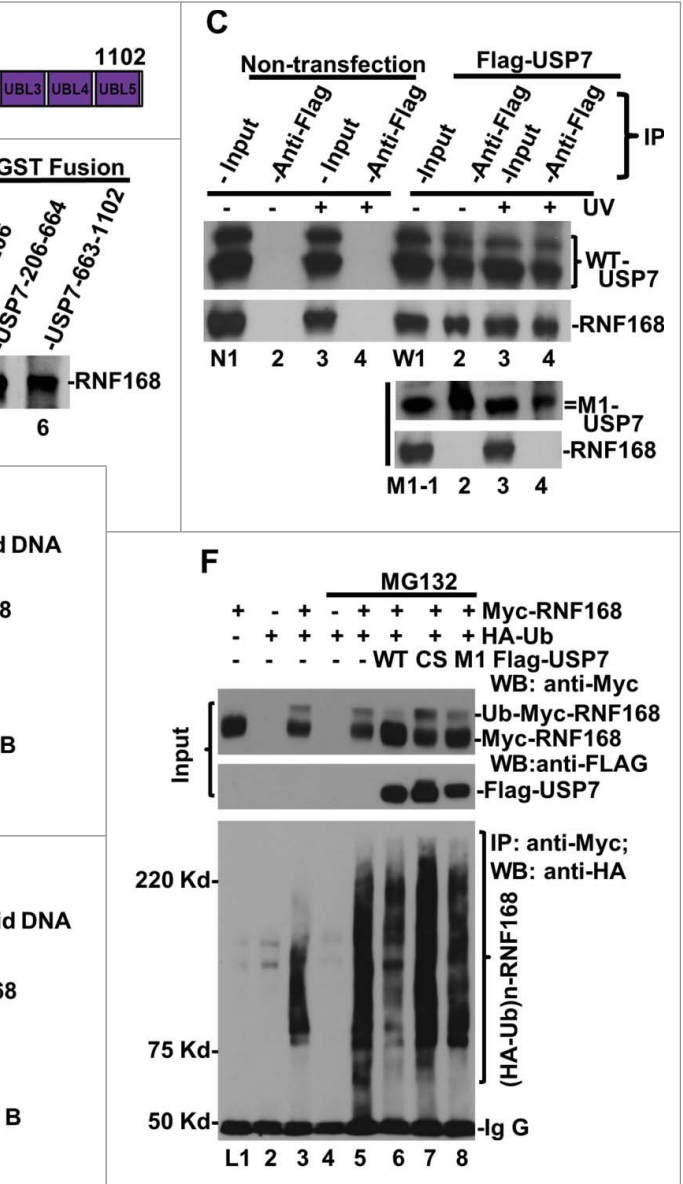 1102
UBL3 UBL4 UBL5
GST Fusion
USP7-206-664
-USP7-663-1102
-RNF168
6
d DNA
8
B
id DNA
68
B
C
Non-transfection
Flag-USP7
-Input
-Anti-Flag
-Input
-Anti-Flag
-Input
-Anti-Flag
-Input
-Anti-Flag
IP
- - + + - - + + UV
WT-
USP7
-RNF168
N1 2 3 4 W1 2 3 4
=M1-
USP7
-RNF168
M1-1 2 3 4
F
MG132
+ - + - + + + + Myc-RNF168
- + + + + + + + HA-Ub
- - - - - WT CS M1 Flag-USP7
WB: anti-Myc
Input
-Ub-Myc-RNF168
-Myc-RNF168
WB:anti-FLAG
-Flag-USP7
IP: anti-Myc;
WB: anti-HA
220 Kd-
(HA-Ub)n-RNF168
75 Kd-
50 Kd-
-Ig G
L1 2 3 4 5 6 7 8